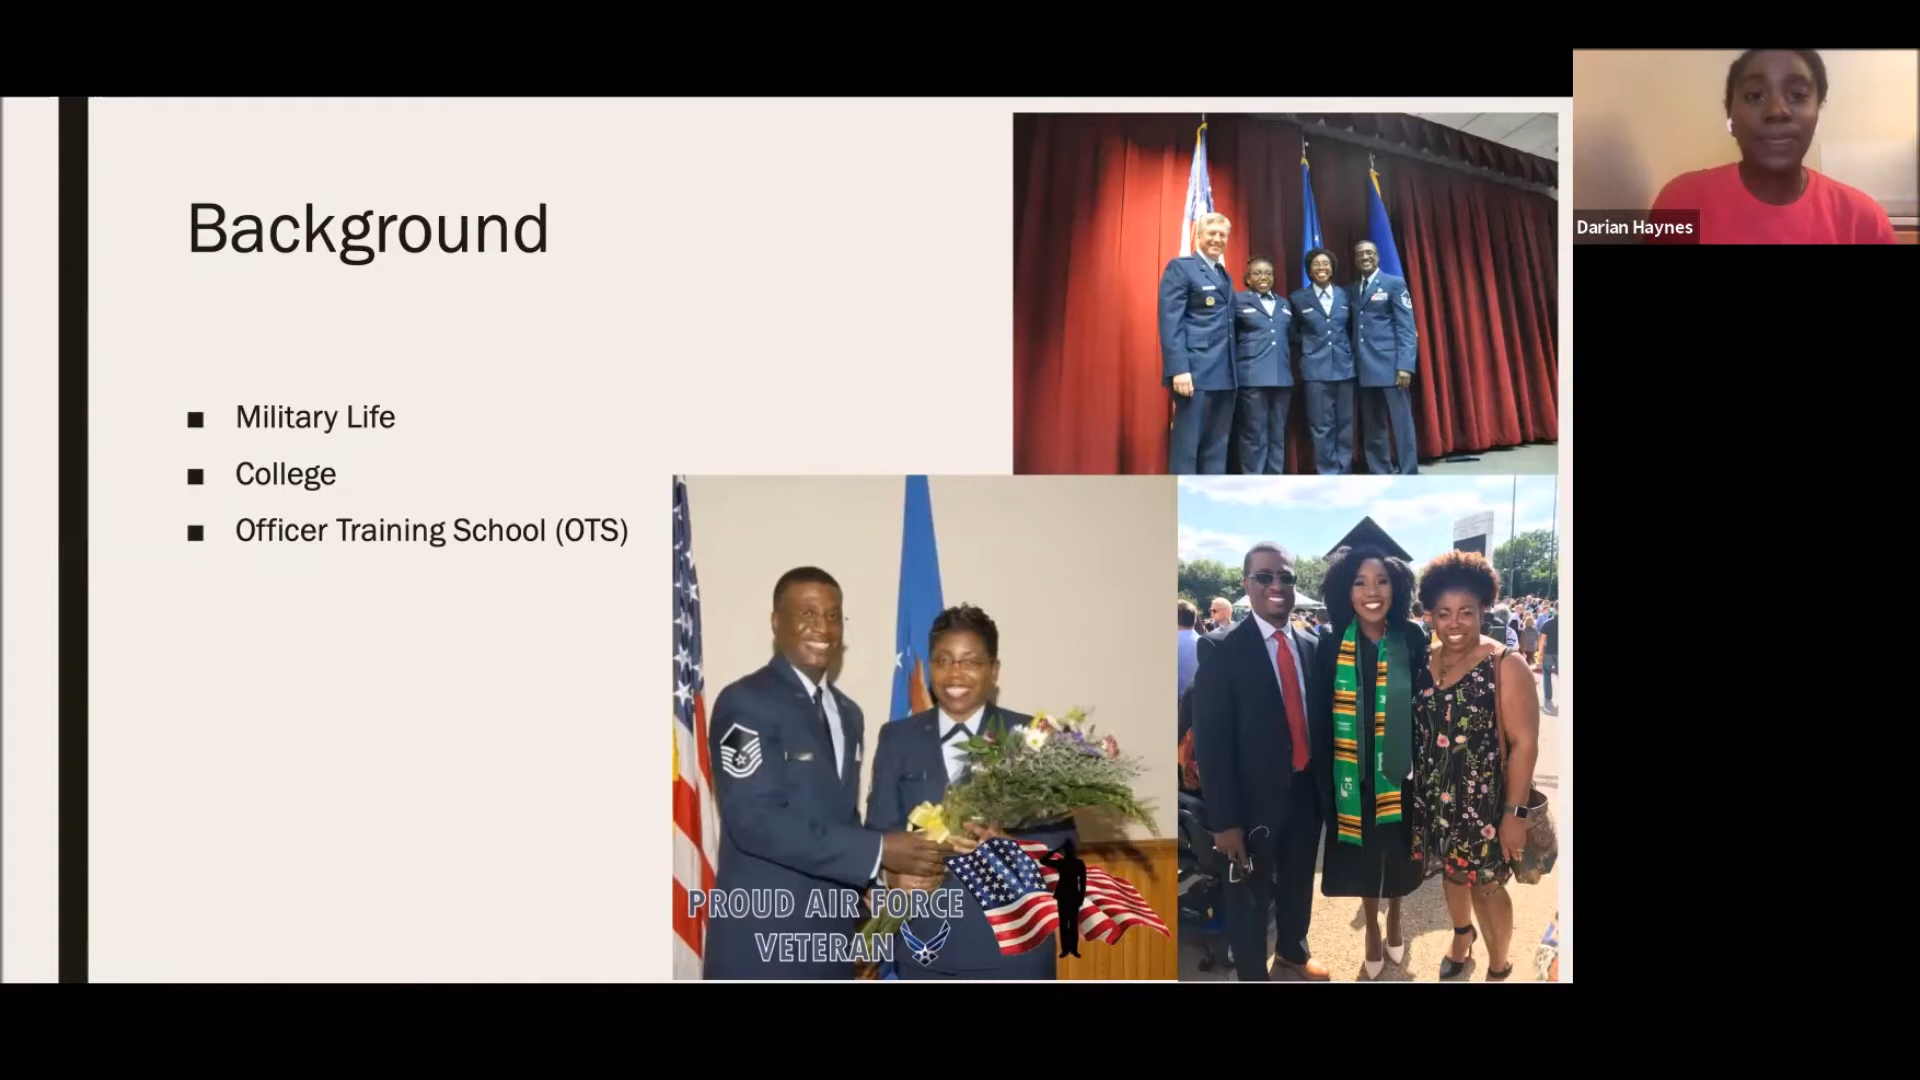 Background
Military Life
College
Officer Training School (OTS)
PROUD AIR FORCE
VETERAN
Darian Haynes